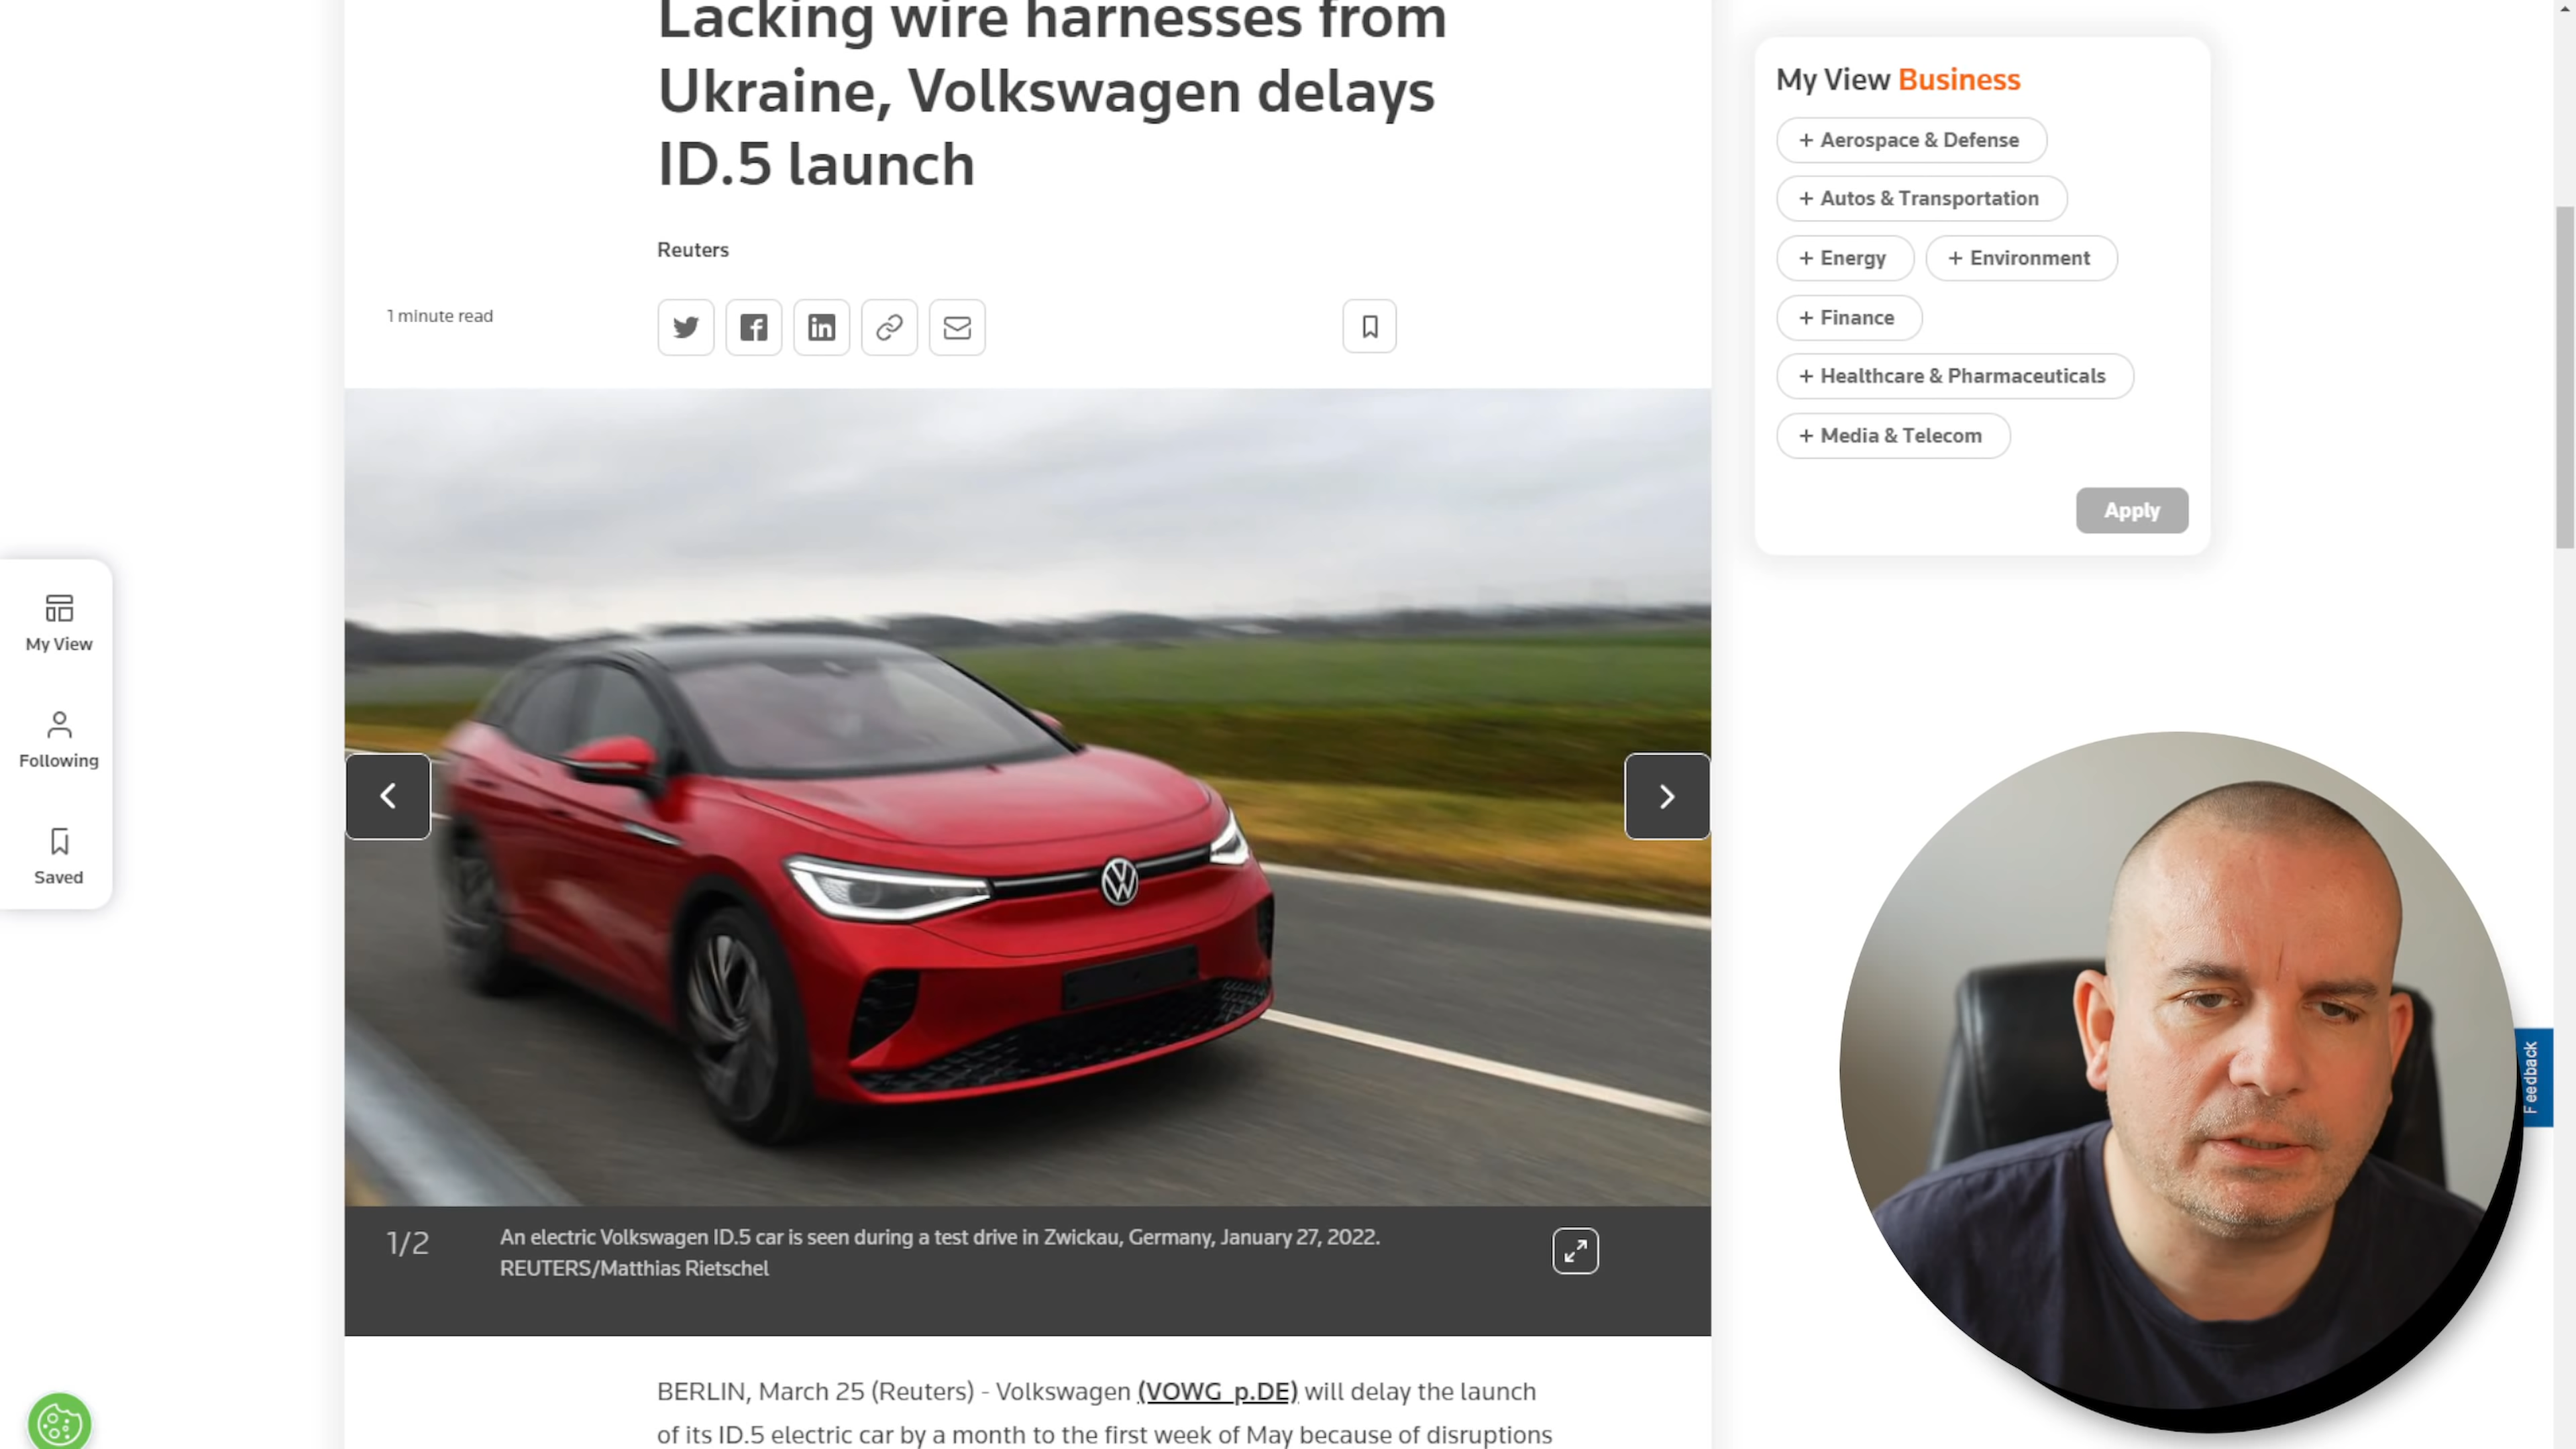 Lacking wire harnesses from
Ukraine, Volkswagen delays
ID.5 launch
Reuters
1 minute read
My View Business
+ Aerospace & Defense
+ Autos & Transportation
+ Energy + Environment
+ Finance
+ Healthcare & Pharmaceuticals
+ Media & Telecom
Apply
My View
Following
Saved
Feedback
1/2
An electric Volkswagen ID.5 car is seen during a test drive in Zwickau, Germany, January 27, 2022.
REUTERS/Matthias Rietschel
BERLIN, March 25 (Reuters) - Volkswagen (VOWG_p.DE) will delay the launch
of its ID.5 electric car by a month to the first week of May because of disruptions